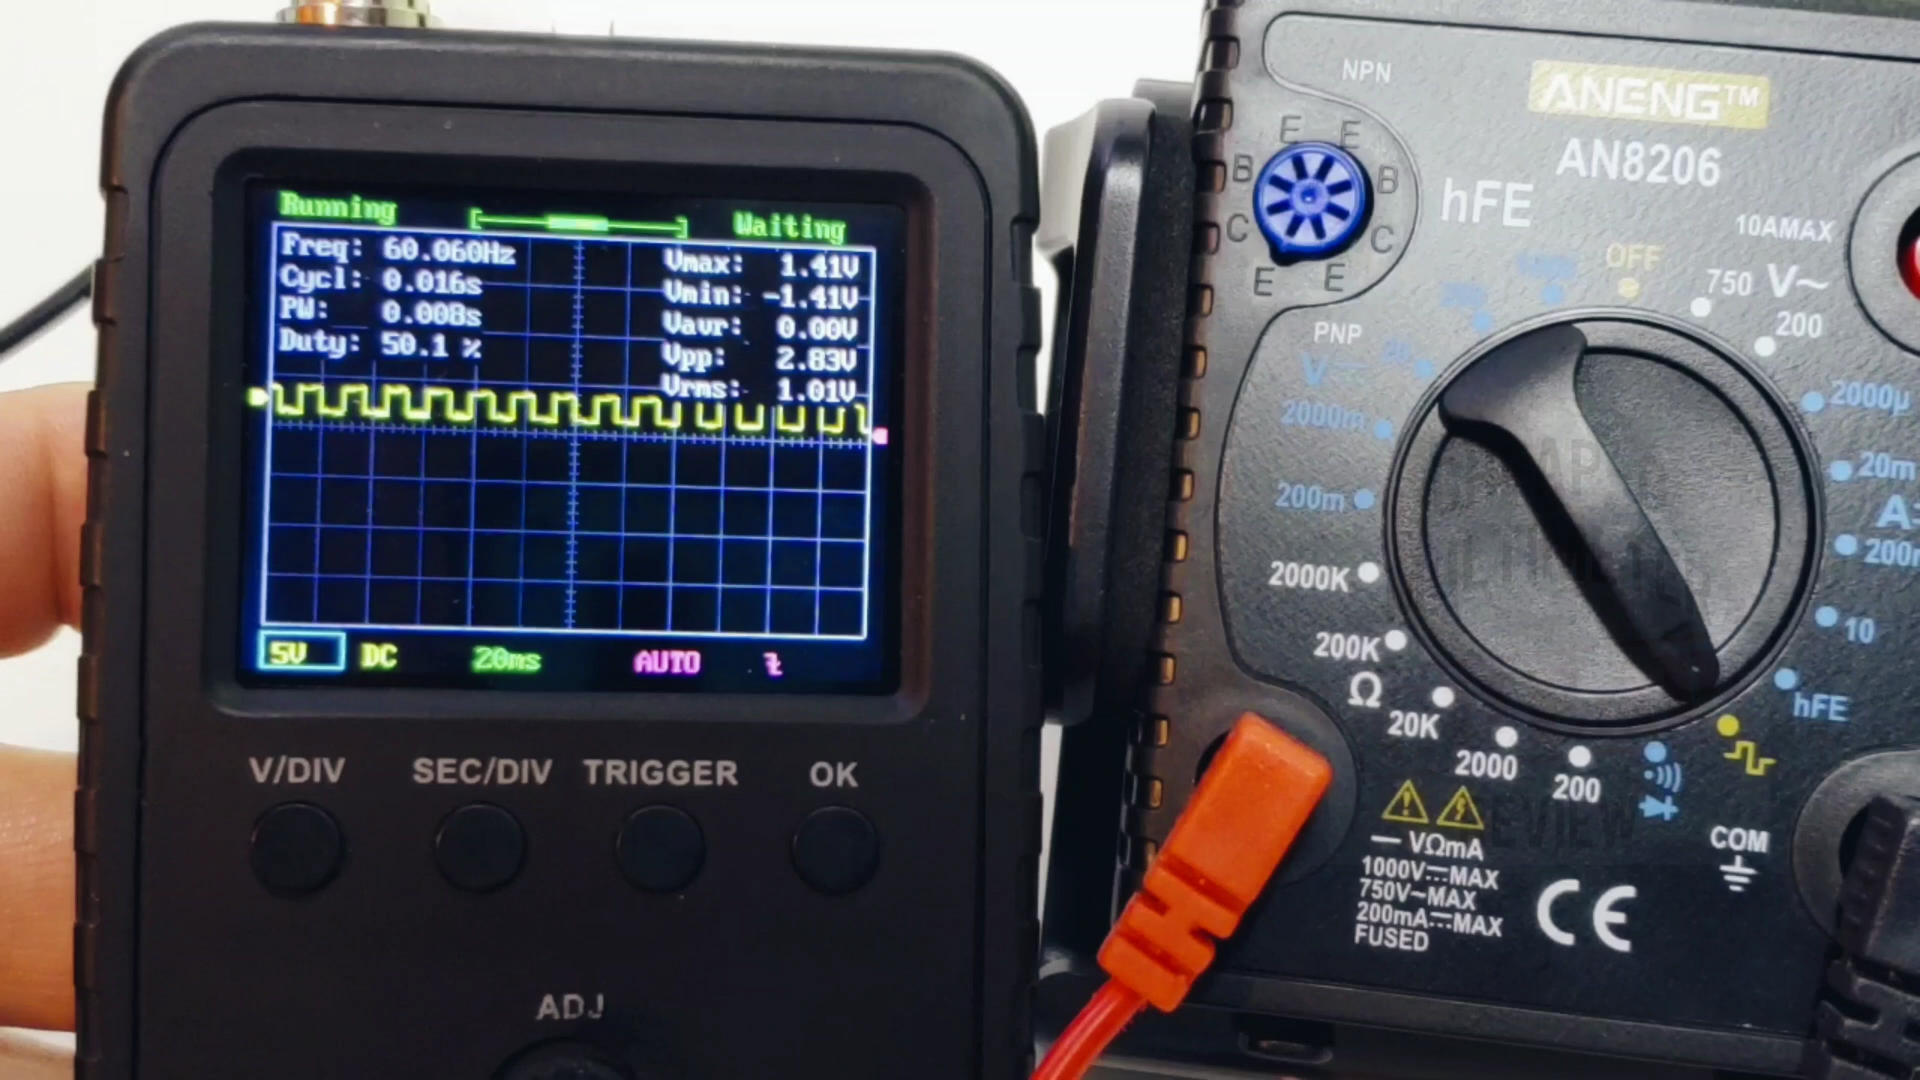 Running
Waiting
Freq: 60.060Hz
Cycl: 0.016s
PW: 0.008s
Duty: 50.1 %
Vmax: 1.41V
Vmin: -1.41V
Vavr: 0.00V
Vpp: 2.83V
Vrms: 1.01V
5V DC 20ms AUTO
V/DIV SEC/DIV TRIGGER OK
ADJ
ANENG™
AN8206
NPN
E E
B B
C C
E E
PNP
hFE
10AMAX
OFF
750 V~
200
2000μ
20m
10
hFE
V
2000m
200m
2000K
200K
Ω
20K
2000
200
COM
VΩmA
1000V MAX
750V~MAX
200mA MAX
FUSED
CE